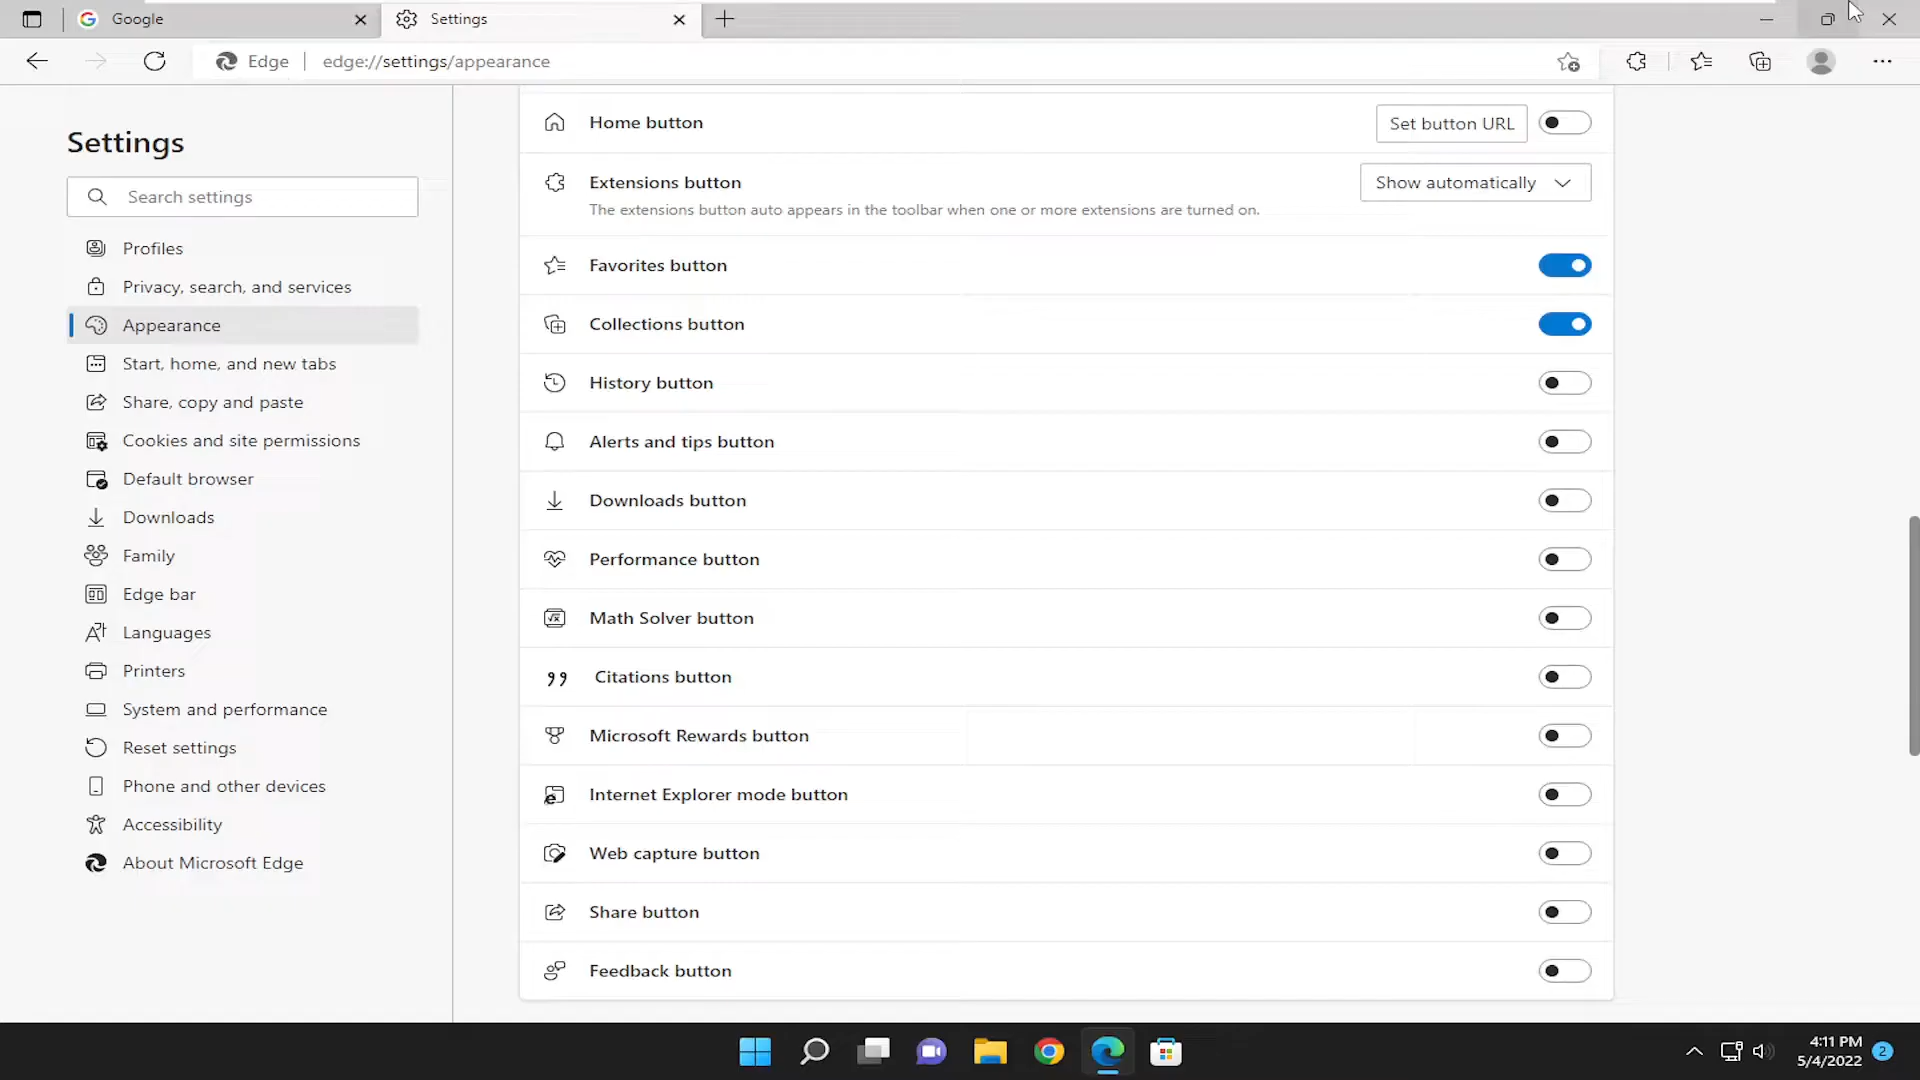 Google
Settings
Edge
edge://settings/appearance
Settings
Search settings
Profiles
Privacy, search, and services
Appearance
Start, home, and new tabs
Share, copy and paste
Cookies and site permissions
Default browser
Downloads
Family
Edge bar
Languages
Printers
System and performance
Reset settings
Phone and other devices
Accessibility
About Microsoft Edge
Home button
Set button URL
Extensions button
Show automatically
The extensions button auto appears in the toolbar when one or more extensions are turned on.
Favorites button
Collections button
History button
Alerts and tips button
Downloads button
Performance button
Math Solver button
Citations button
Microsoft Rewards button
Internet Explorer mode button
Web capture button
Share button
Feedback button
4:11 PM
5/4/2022
2